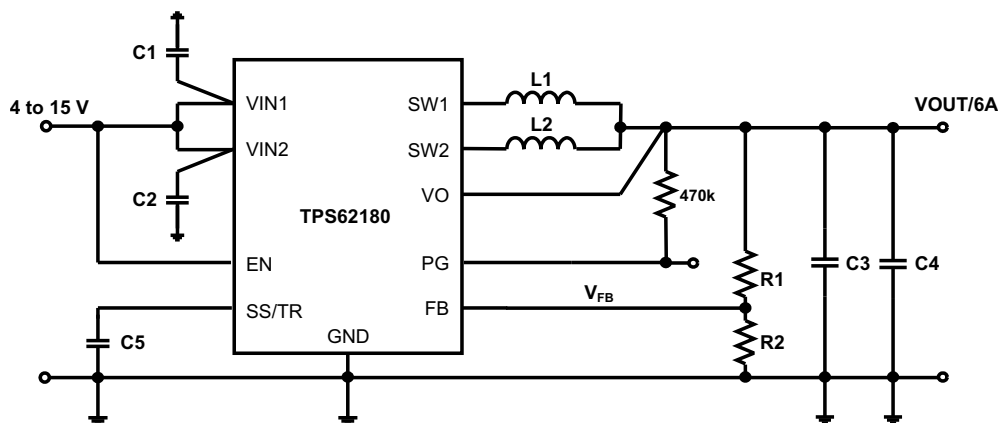 C1
L1
4 to 15 V
VIN1
SW1
VOUT/6A
L2
VIN2
SW2
C2
VO
470k
TPS62180
EN
PG
C3
C4
R1
V_FB
SS/TR
FB
C5
GND
R2